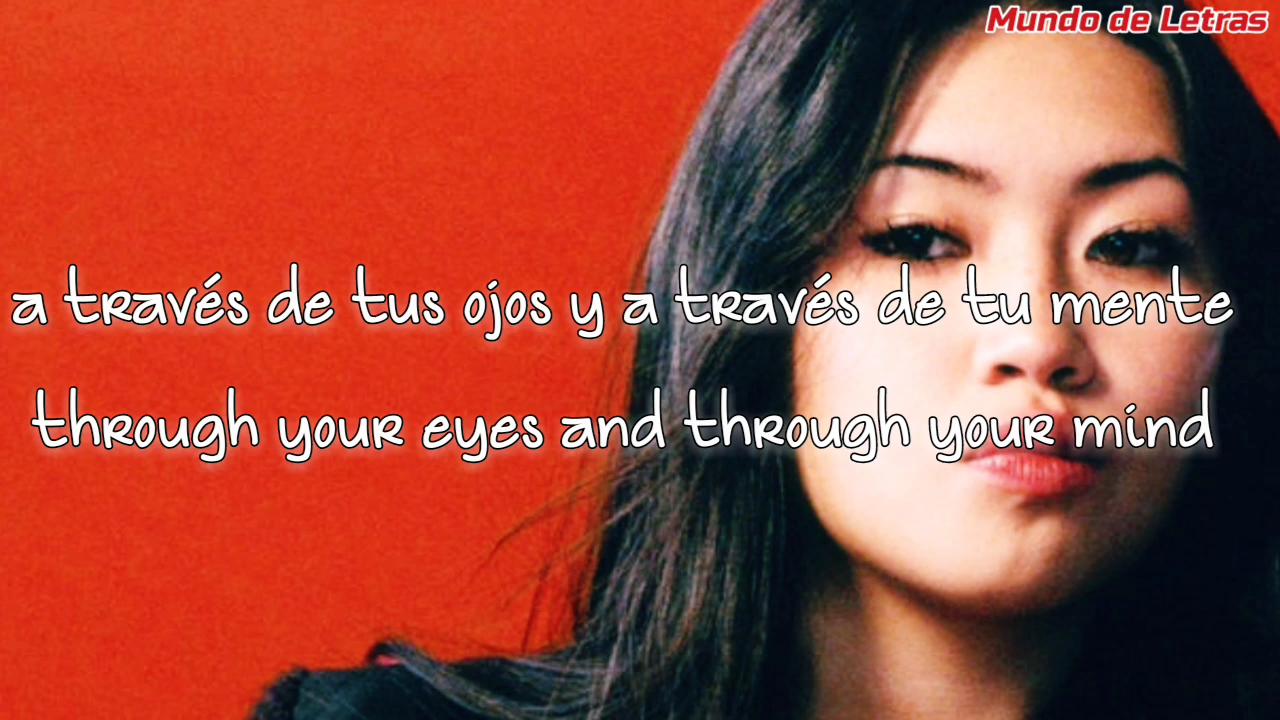 Mundo de Letras
a través de tus ojos y a través de tu mente
through your eyes and through your mind